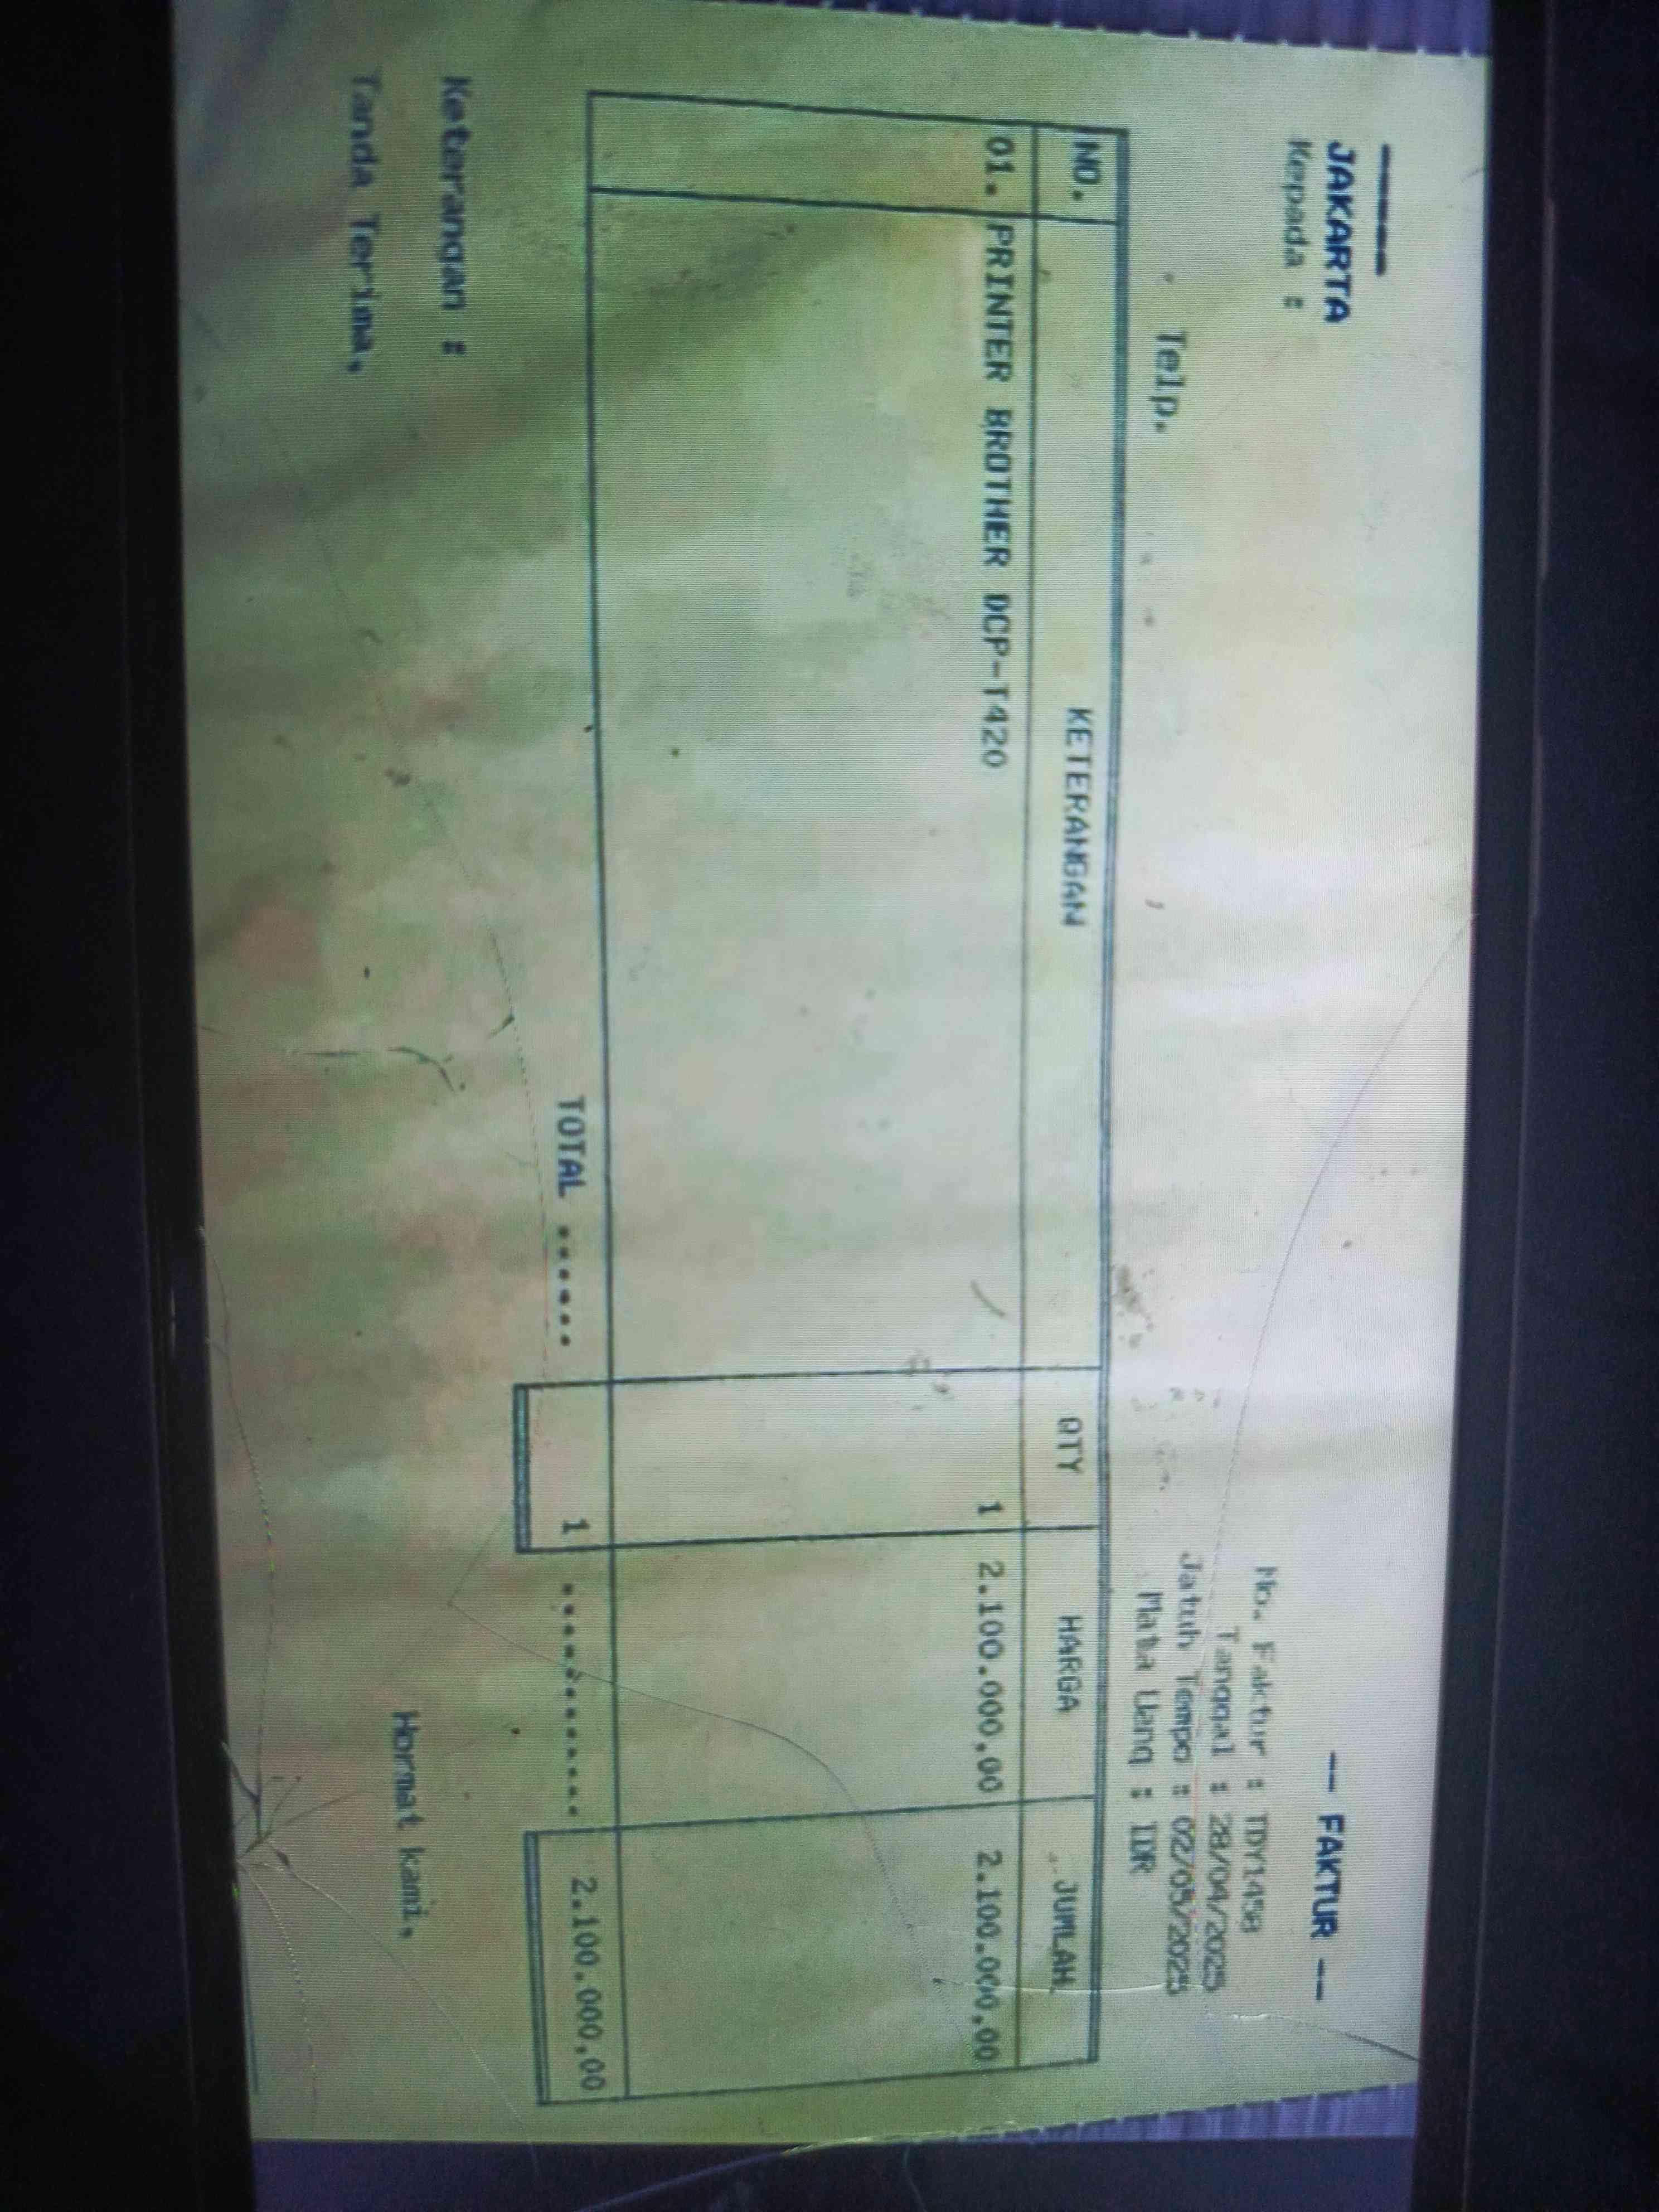 JAKARTA
-- FAKTUR --
Kepada :
No. Faktur : TDY1458
Tanggal : 28/04/2025
Jatuh Tempo : 02/05/2025
Telp.
Mata Uang : IDR
NO. KETERANGAN QTY HARGA JUMLAH
01. PRINTER BROTHER DCP-T420 1 2.100.000,00 2.100.000,00
TOTAL ...... 1 ............ 2.100.000,00
Keterangan :
Tanda Terima,
Hormat kami,